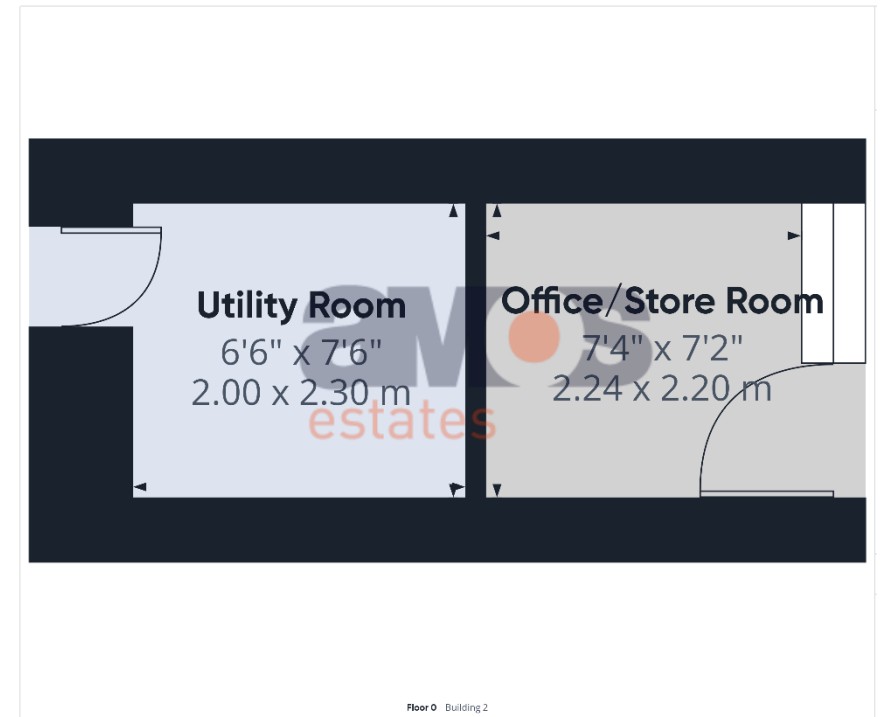 Utility Room
6'6" x 7'6"
2.00 x 2.30 m
Office/Store Room
7'4" x 7'2"
2.24 x 2.20 m
amos
estates
Floor 0 Building 2